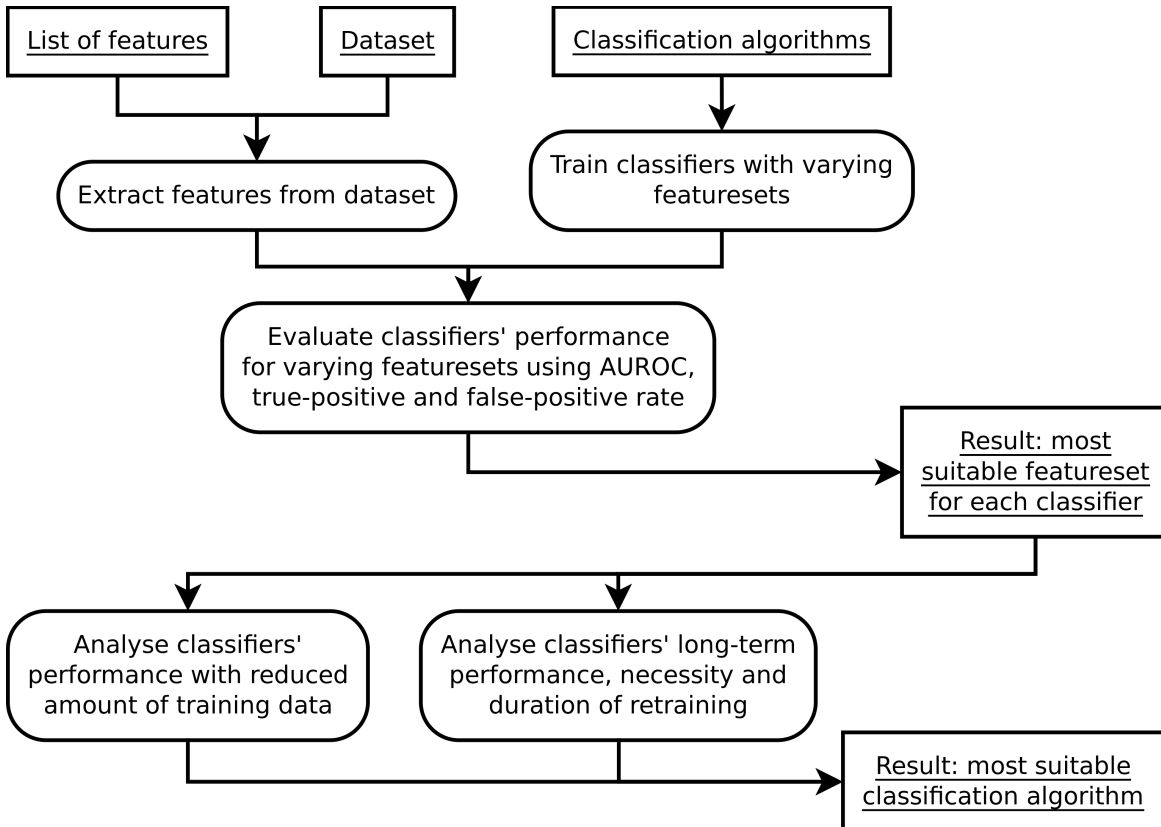 List of features
Dataset
Classification algorithms
Extract features from dataset
Train classifiers with varying
featuresets
Evaluate classifiers' performance
for varying featuresets using AUROC,
true-positive and false-positive rate
Result: most
suitable featureset
for each classifier
Analyse classifiers'
performance with reduced
amount of training data
Analyse classifiers' long-term
performance, necessity and
duration of retraining
Result: most suitable
classification algorithm